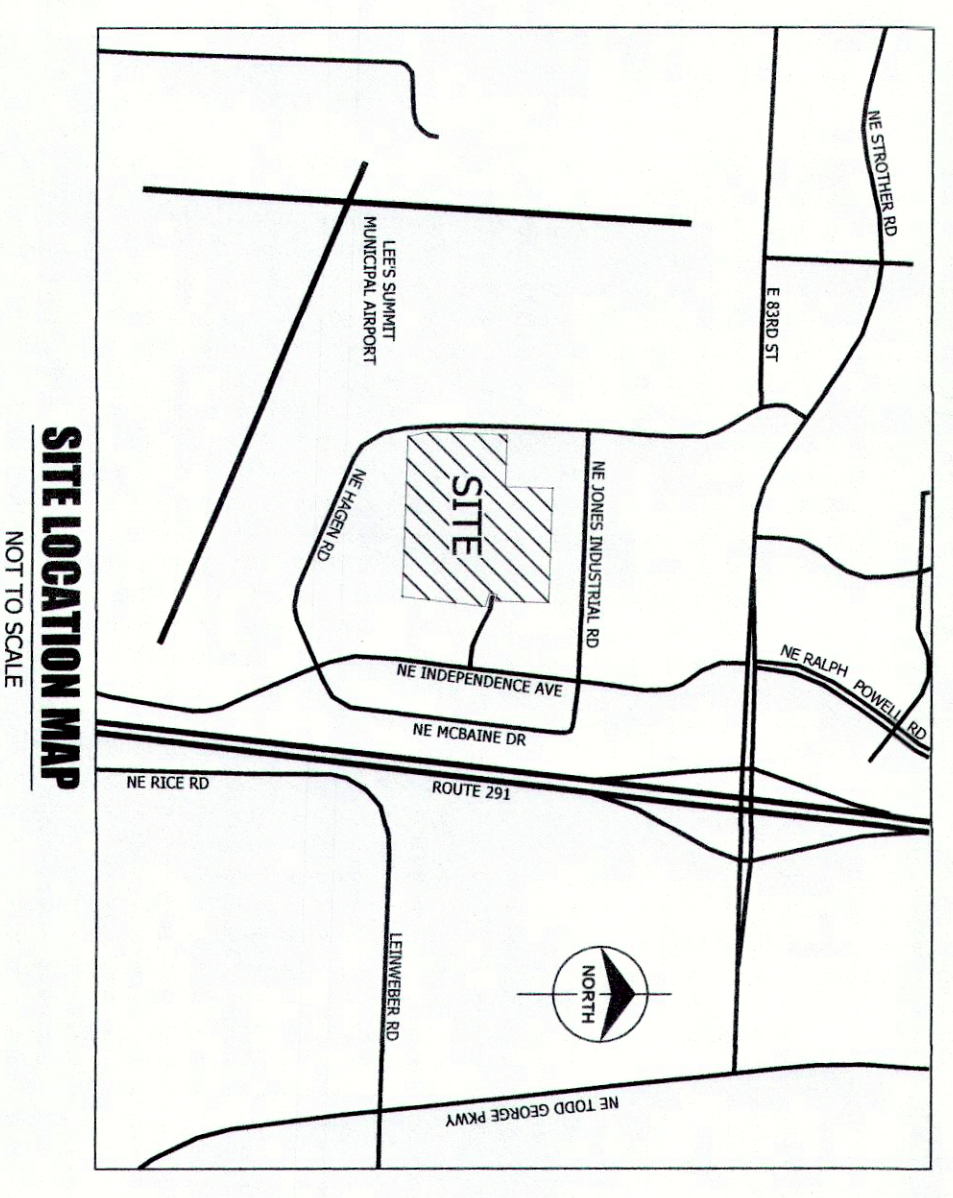 NE STROTHER RD
E 83RD ST
LEE'S SUMMIT
MUNICIPAL AIRPORT
NE JONES INDUSTRIAL RD
SITE
NE HAGEN RD
NE RALPH POWELL RD
NE INDEPENDENCE AVE
NE MCBAINE DR
ROUTE 291
NE RICE RD
LEINWEBER RD
NORTH
NE TODD GEORGE PKWY
SITE LOCATION MAP
NOT TO SCALE